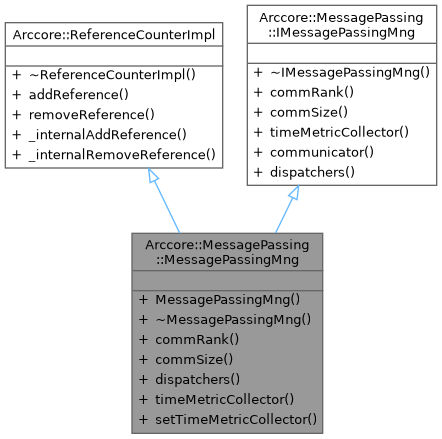 Arccore::ReferenceCounterImpl
+ ~ReferenceCounterImpl()
+ addReference()
+ removeReference()
+ _internalAddReference()
+ _internalRemoveReference()
Arccore::MessagePassing
::IMessagePassingMng
+ ~IMessagePassingMng()
+ commRank()
+ commSize()
+ timeMetricCollector()
+ communicator()
+ dispatchers()
Arccore::MessagePassing
::MessagePassingMng
+ MessagePassingMng()
+ ~MessagePassingMng()
+ commRank()
+ commSize()
+ dispatchers()
+ timeMetricCollector()
+ setTimeMetricCollector()